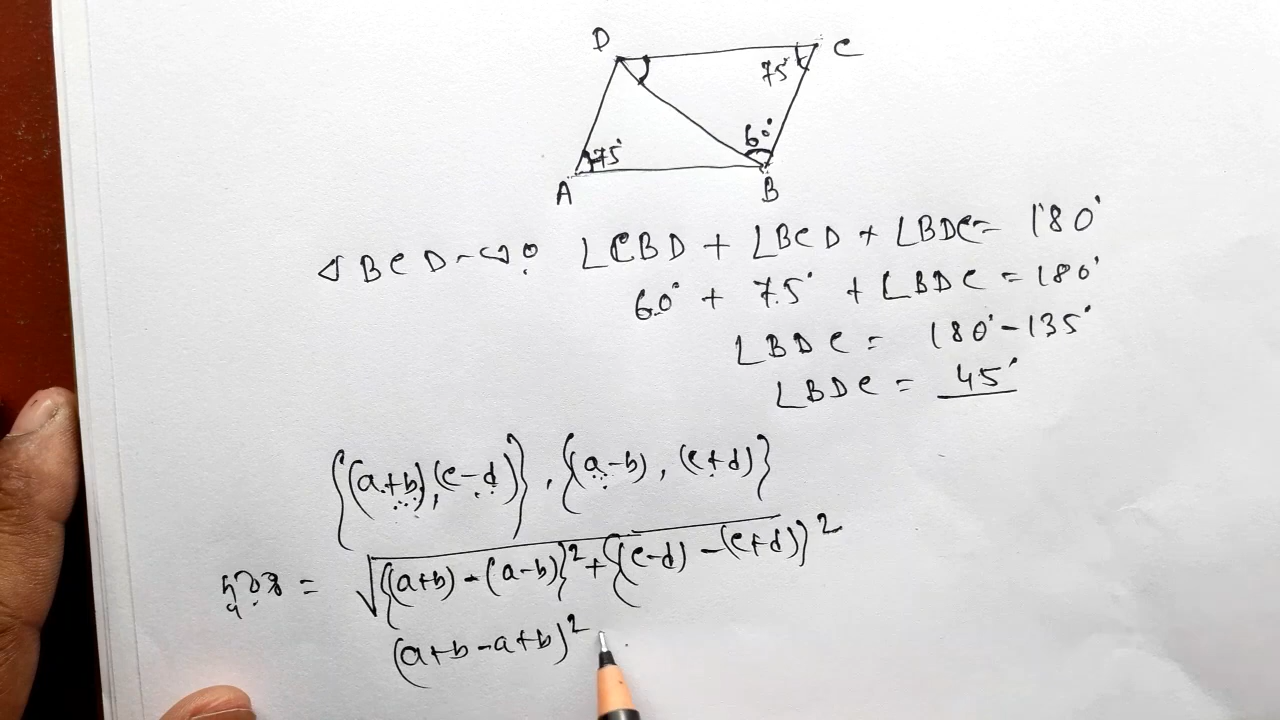 D C
75°
60°
75°
A B
∠CBD + ∠BCD + ∠BDC = 180°
60° + 75° + ∠BDC = 180°
∠BDC = 180° - 135°
∠BDC = 45°
{(a+b), (c-d)}, {(a-b), (c+d)}
= √{(a+b) - (a-b)}² + {(c-d) - (c+d)}²
(a+b-a+b)²